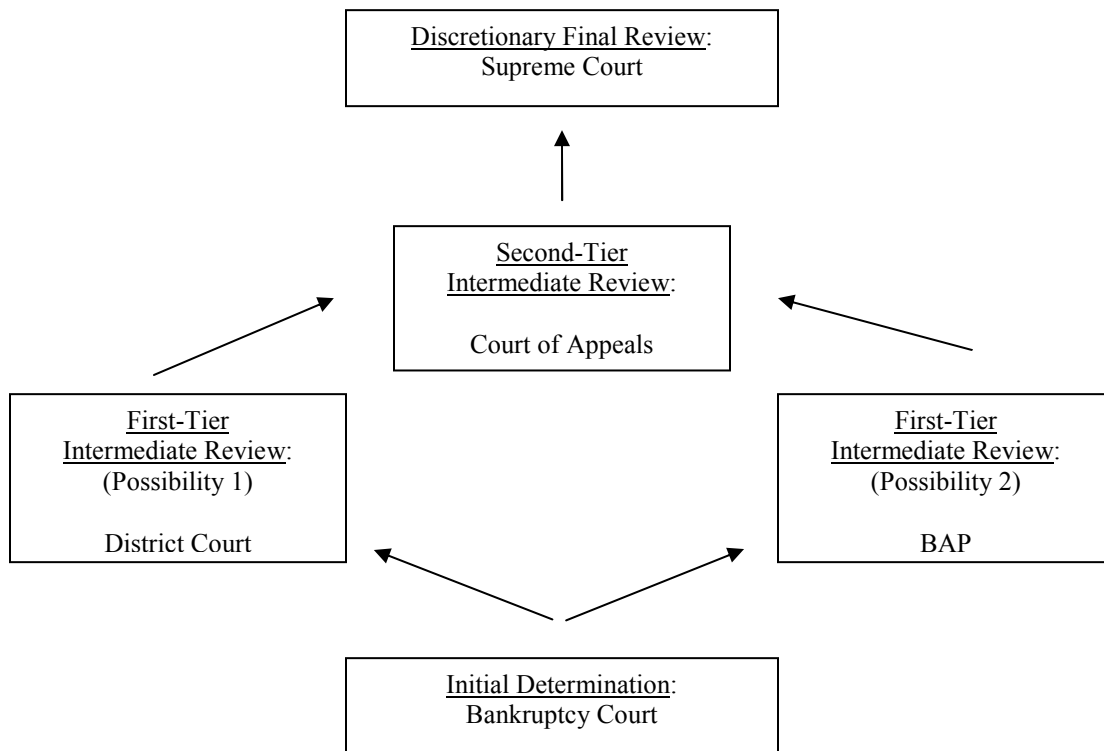 Discretionary Final Review:
Supreme Court
Second-Tier
Intermediate Review:
Court of Appeals
First-Tier
Intermediate Review:
(Possibility 1)
District Court
First-Tier
Intermediate Review:
(Possibility 2)
BAP
Initial Determination:
Bankruptcy Court